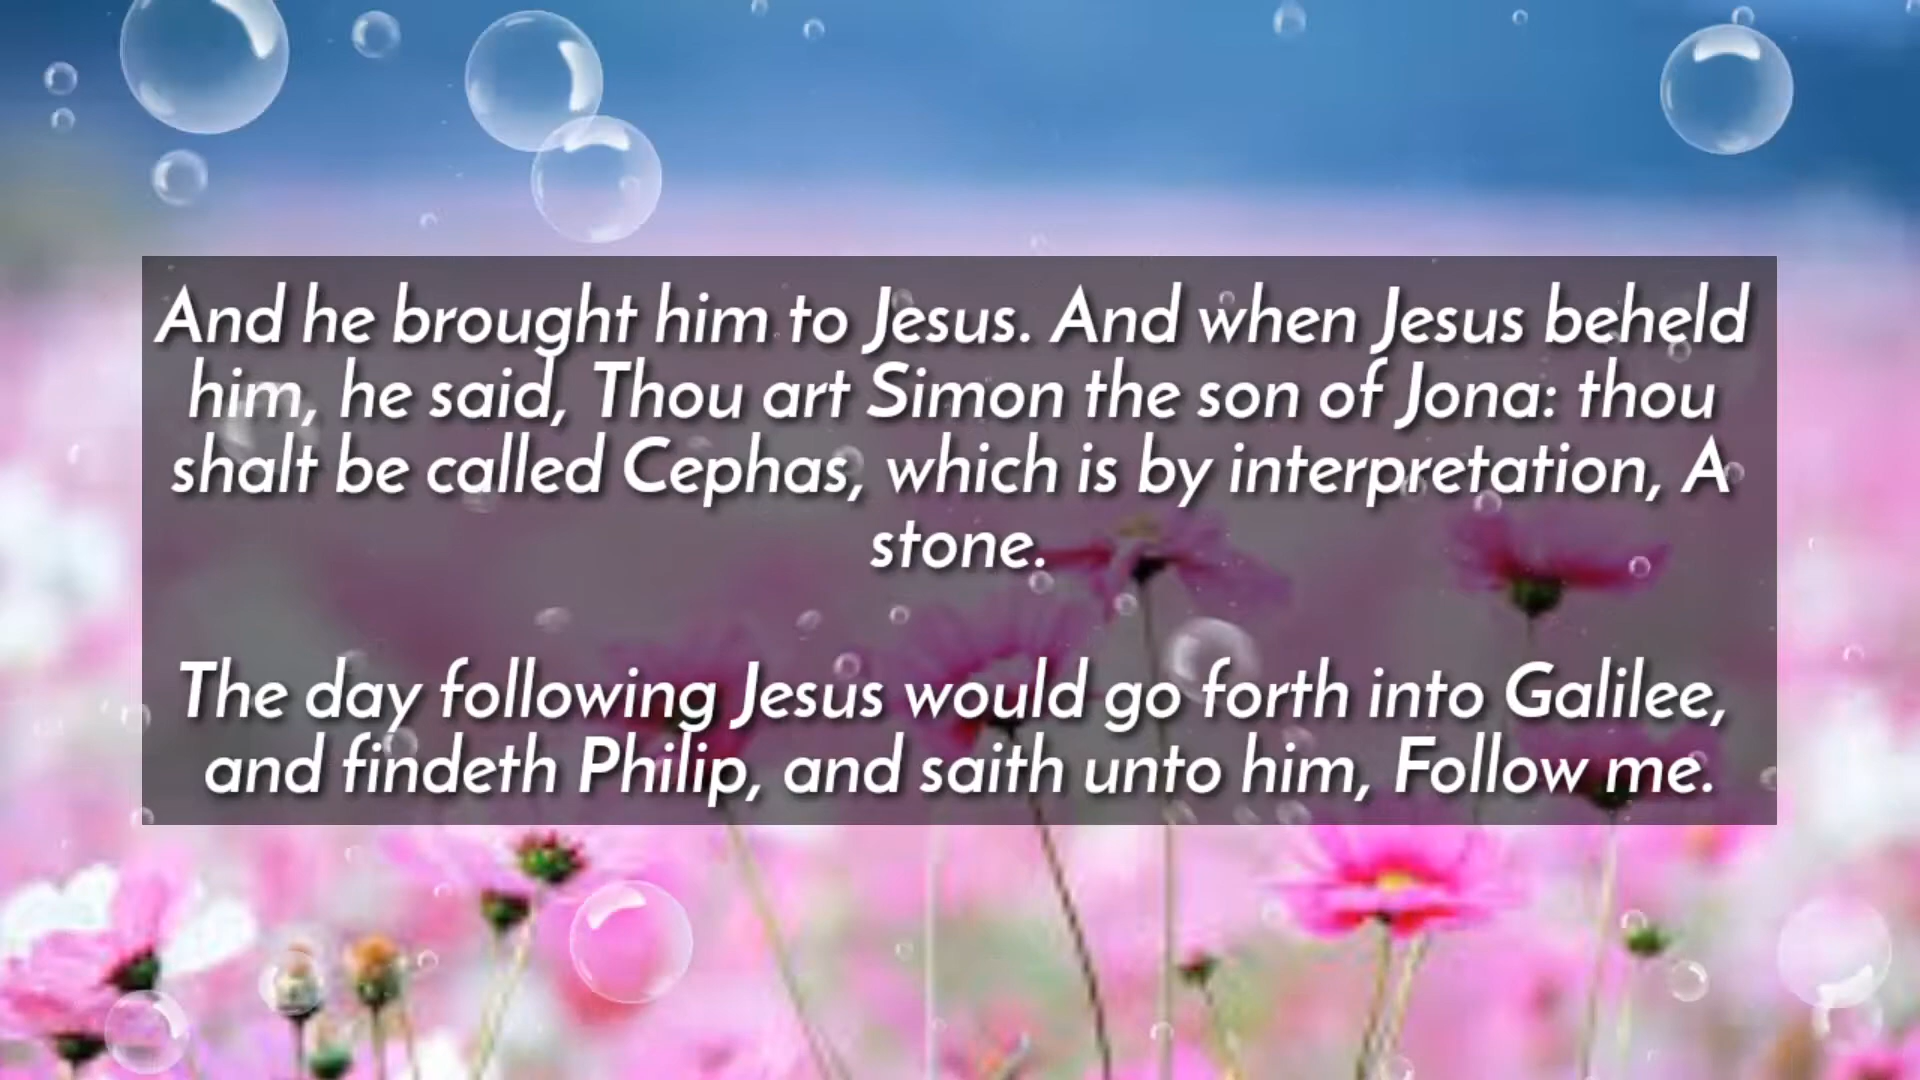 And he brought him to Jesus. And when Jesus beheld
him, he said, Thou art Simon the son of Jona: thou
shalt be called Cephas, which is by interpretation, A
stone.
The day following Jesus would go forth into Galilee,
and findeth Philip, and saith unto him, Follow me.